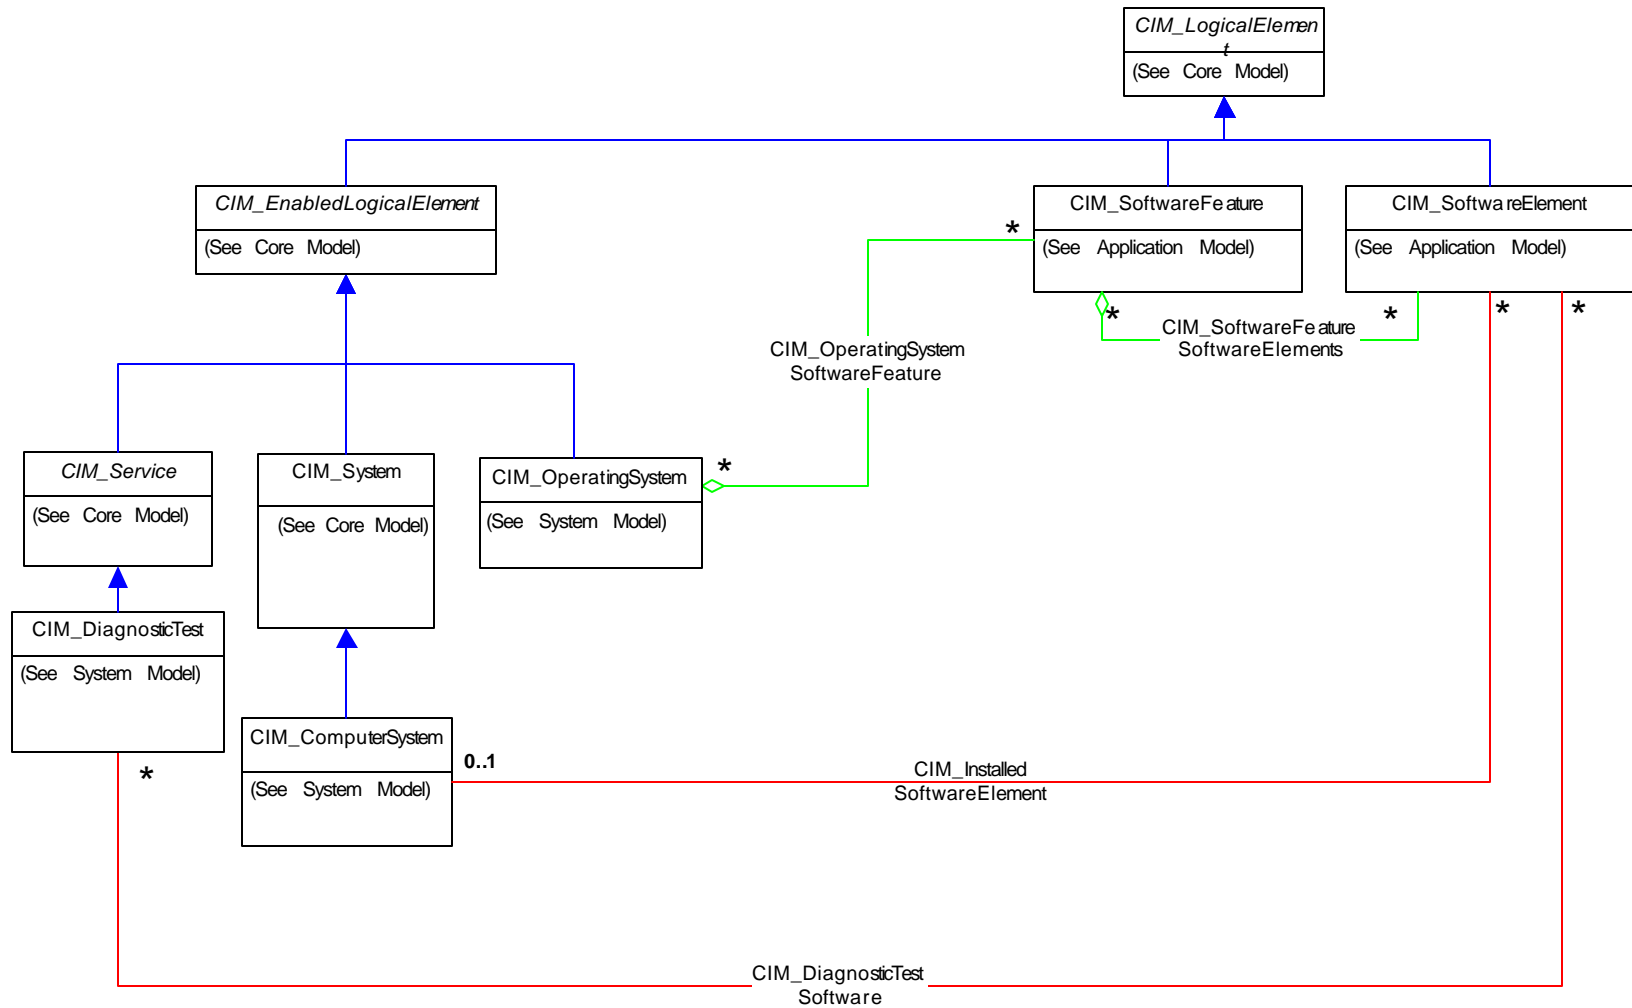 CIM_LogicalElemen
t
(See Core Model)
CIM_EnabledLogicalElement
(See Core Model)
CIM_SoftwareFeature
(See Application Model)
CIM_SoftwareElement
(See Application Model)
*
*
*
*
*
CIM_SoftwareFeature
SoftwareElements
CIM_OperatingSystem
SoftwareFeature
CIM_Service
(See Core Model)
CIM_System
(See Core Model)
CIM_OperatingSystem
(See System Model)
*
CIM_DiagnosticTest
(See System Model)
*
CIM_ComputerSystem
(See System Model)
0..1
CIM_Installed
SoftwareElement
CIM_DiagnosticTest
Software